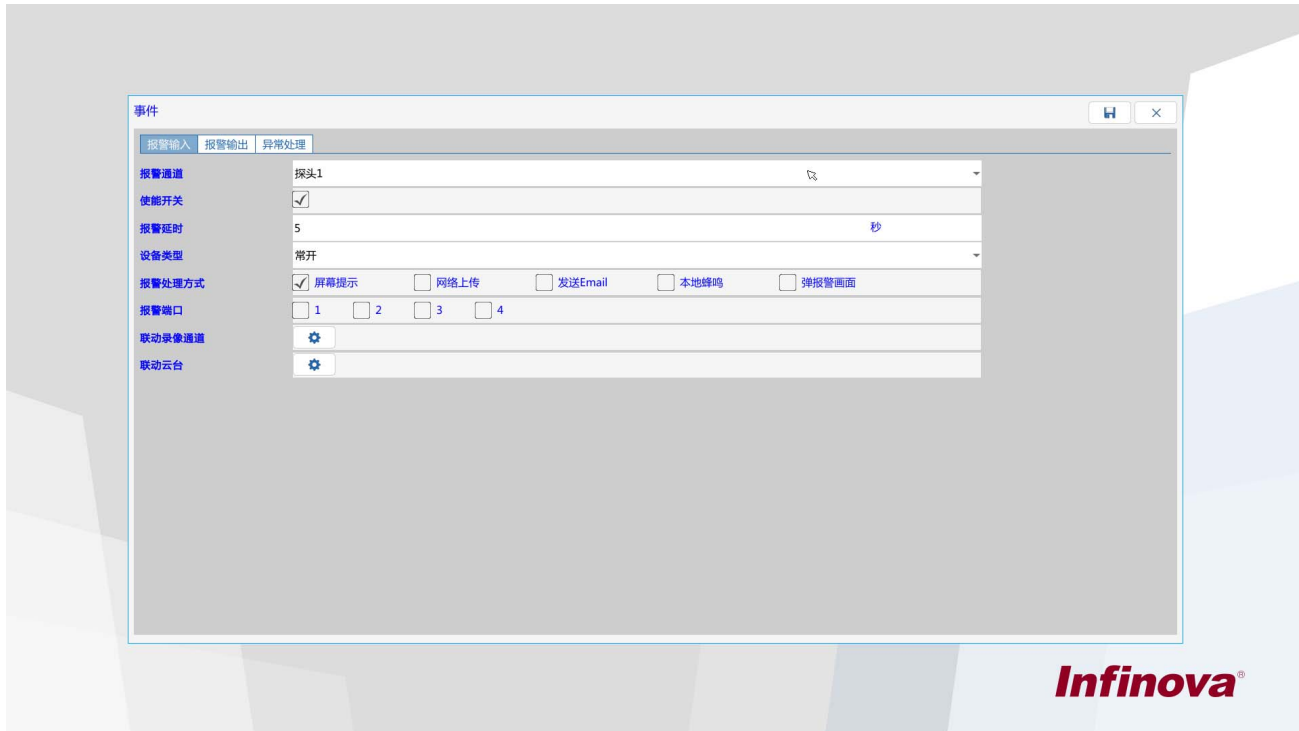 事件
报警输入 报警输出 异常处理
报警通道 探头1
使能开关
报警延时 5 秒
设备类型 常开
报警处理方式 屏幕提示 网络上传 发送Email 本地蜂鸣 弹报警画面
报警端口 1 2 3 4
联动录像通道
联动云台
Infinova®